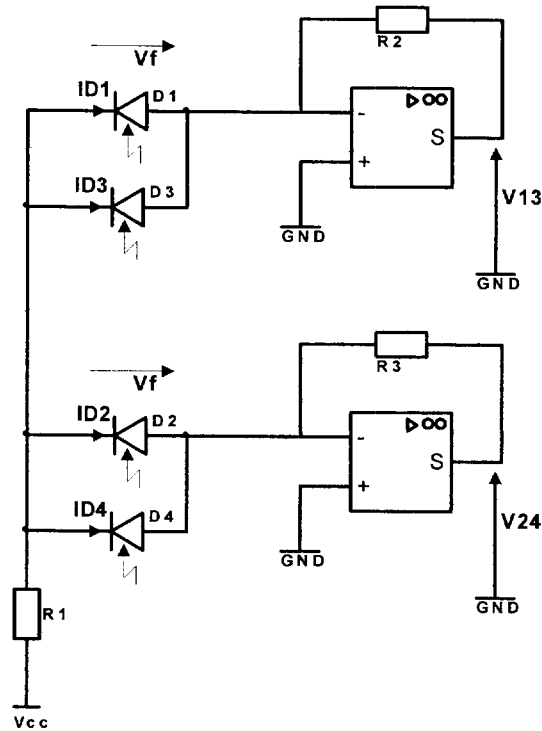 R2
Vf
ID1
D1
-
▷∞
S
+
ID3
D3
V13
GND
GND
R3
Vf
ID2
D2
-
▷∞
S
+
ID4
D4
V24
GND
GND
R1
Vcc